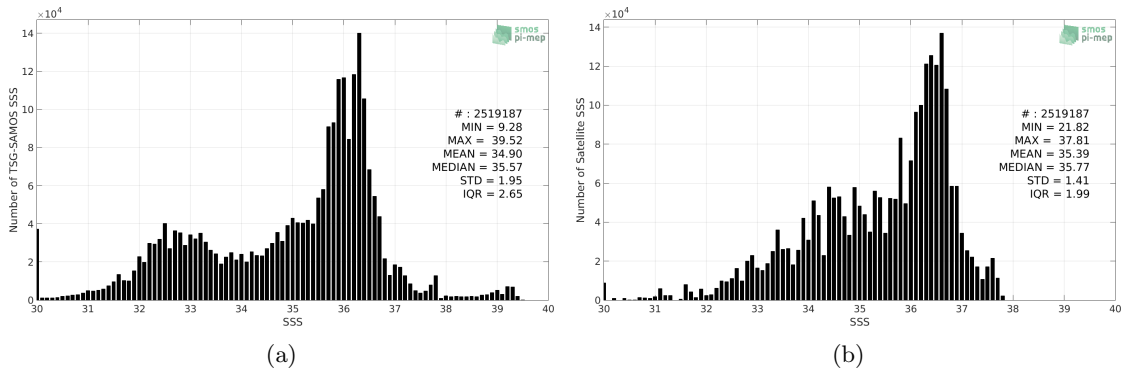 ×10⁴
14
12
10
8
6
4
2
0
Number of TSG-SAMOS SSS
30 31 32 33 34 35 36 37 38 39 40
SSS
smos
pi-mep
# : 2519187
MIN = 9.28
MAX = 39.52
MEAN = 34.90
MEDIAN = 35.57
STD = 1.95
IQR = 2.65
(a)
×10⁴
14
12
10
8
6
4
2
0
Number of Satellite SSS
30 31 32 33 34 35 36 37 38 39 40
SSS
smos
pi-mep
# : 2519187
MIN = 21.82
MAX = 37.81
MEAN = 35.39
MEDIAN = 35.77
STD = 1.41
IQR = 1.99
(b)